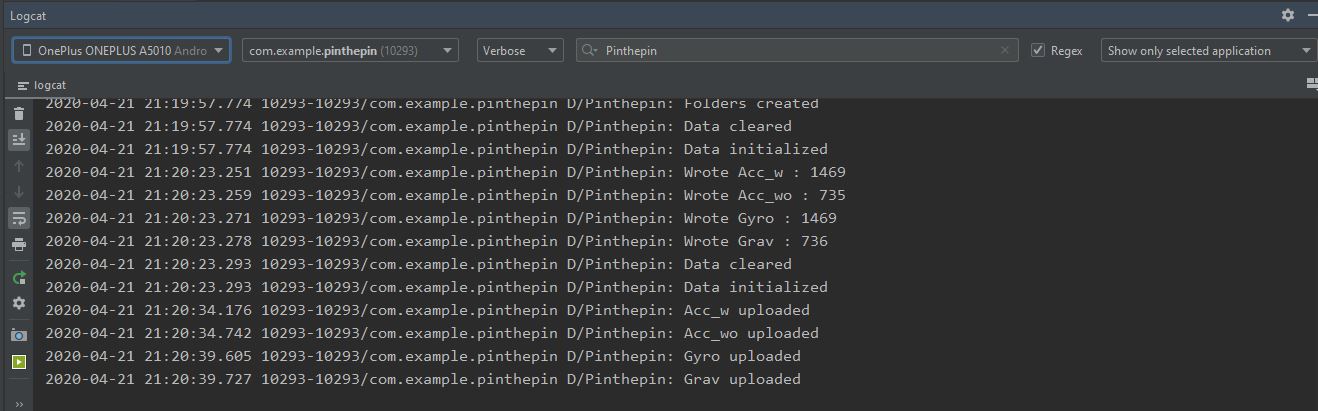 Logcat
OnePlus ONEPLUS A5010 Andro
com.example.pinthepin (10293)
Verbose
Pinthepin
Regex
Show only selected application
logcat
2020-04-21 21:19:57.774 10293-10293/com.example.pinthepin D/Pinthepin: Folders created
2020-04-21 21:19:57.774 10293-10293/com.example.pinthepin D/Pinthepin: Data cleared
2020-04-21 21:19:57.774 10293-10293/com.example.pinthepin D/Pinthepin: Data initialized
2020-04-21 21:20:23.251 10293-10293/com.example.pinthepin D/Pinthepin: Wrote Acc_w : 1469
2020-04-21 21:20:23.259 10293-10293/com.example.pinthepin D/Pinthepin: Wrote Acc_wo : 735
2020-04-21 21:20:23.271 10293-10293/com.example.pinthepin D/Pinthepin: Wrote Gyro : 1469
2020-04-21 21:20:23.278 10293-10293/com.example.pinthepin D/Pinthepin: Wrote Grav : 736
2020-04-21 21:20:23.293 10293-10293/com.example.pinthepin D/Pinthepin: Data cleared
2020-04-21 21:20:23.293 10293-10293/com.example.pinthepin D/Pinthepin: Data initialized
2020-04-21 21:20:34.176 10293-10293/com.example.pinthepin D/Pinthepin: Acc_w uploaded
2020-04-21 21:20:34.742 10293-10293/com.example.pinthepin D/Pinthepin: Acc_wo uploaded
2020-04-21 21:20:39.605 10293-10293/com.example.pinthepin D/Pinthepin: Gyro uploaded
2020-04-21 21:20:39.727 10293-10293/com.example.pinthepin D/Pinthepin: Grav uploaded